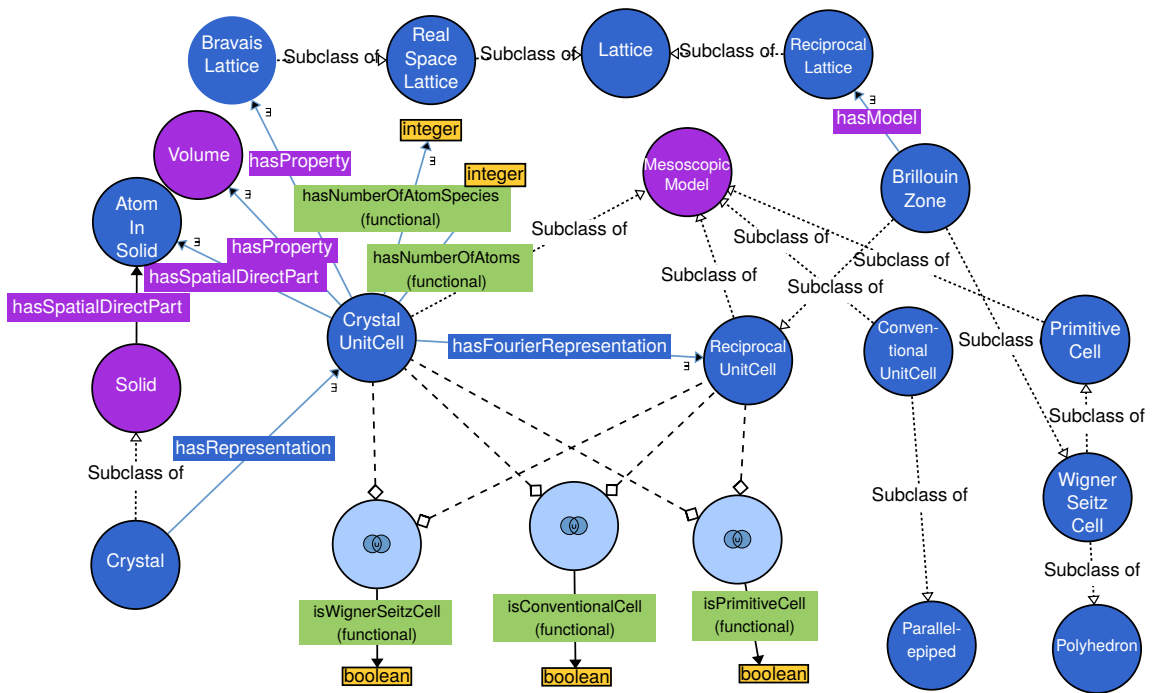 Bravais
Lattice
Subclass of
Real
Space
Lattice
Subclass of
Lattice
Subclass of
Reciprocal
Lattice
hasModel
∃
Volume
hasProperty
∃
integer
∃
integer
Mesoscopic
Model
Brillouin
Zone
Atom
In
Solid
∃
∃
hasNumberOfAtomSpecies
(functional)
Subclass of
hasProperty
hasNumberOfAtoms
(functional)
Subclass of
Subclass of
Subclass of
Subclass of
hasSpatialDirectPart
hasSpatialDirectPart
Crystal
UnitCell
hasFourierRepresentation
∃
Reciprocal
UnitCell
Conven-
tional
UnitCell
Subclass
Primitive
Cell
Solid
∃
Subclass of
hasRepresentation
Subclass of
Subclass of
Wigner
Seitz
Cell
Crystal
Subclass of
isWignerSeitzCell
(functional)
isConventionalCell
(functional)
isPrimitiveCell
(functional)
Parallel-
epiped
Polyhedron
boolean
boolean
boolean